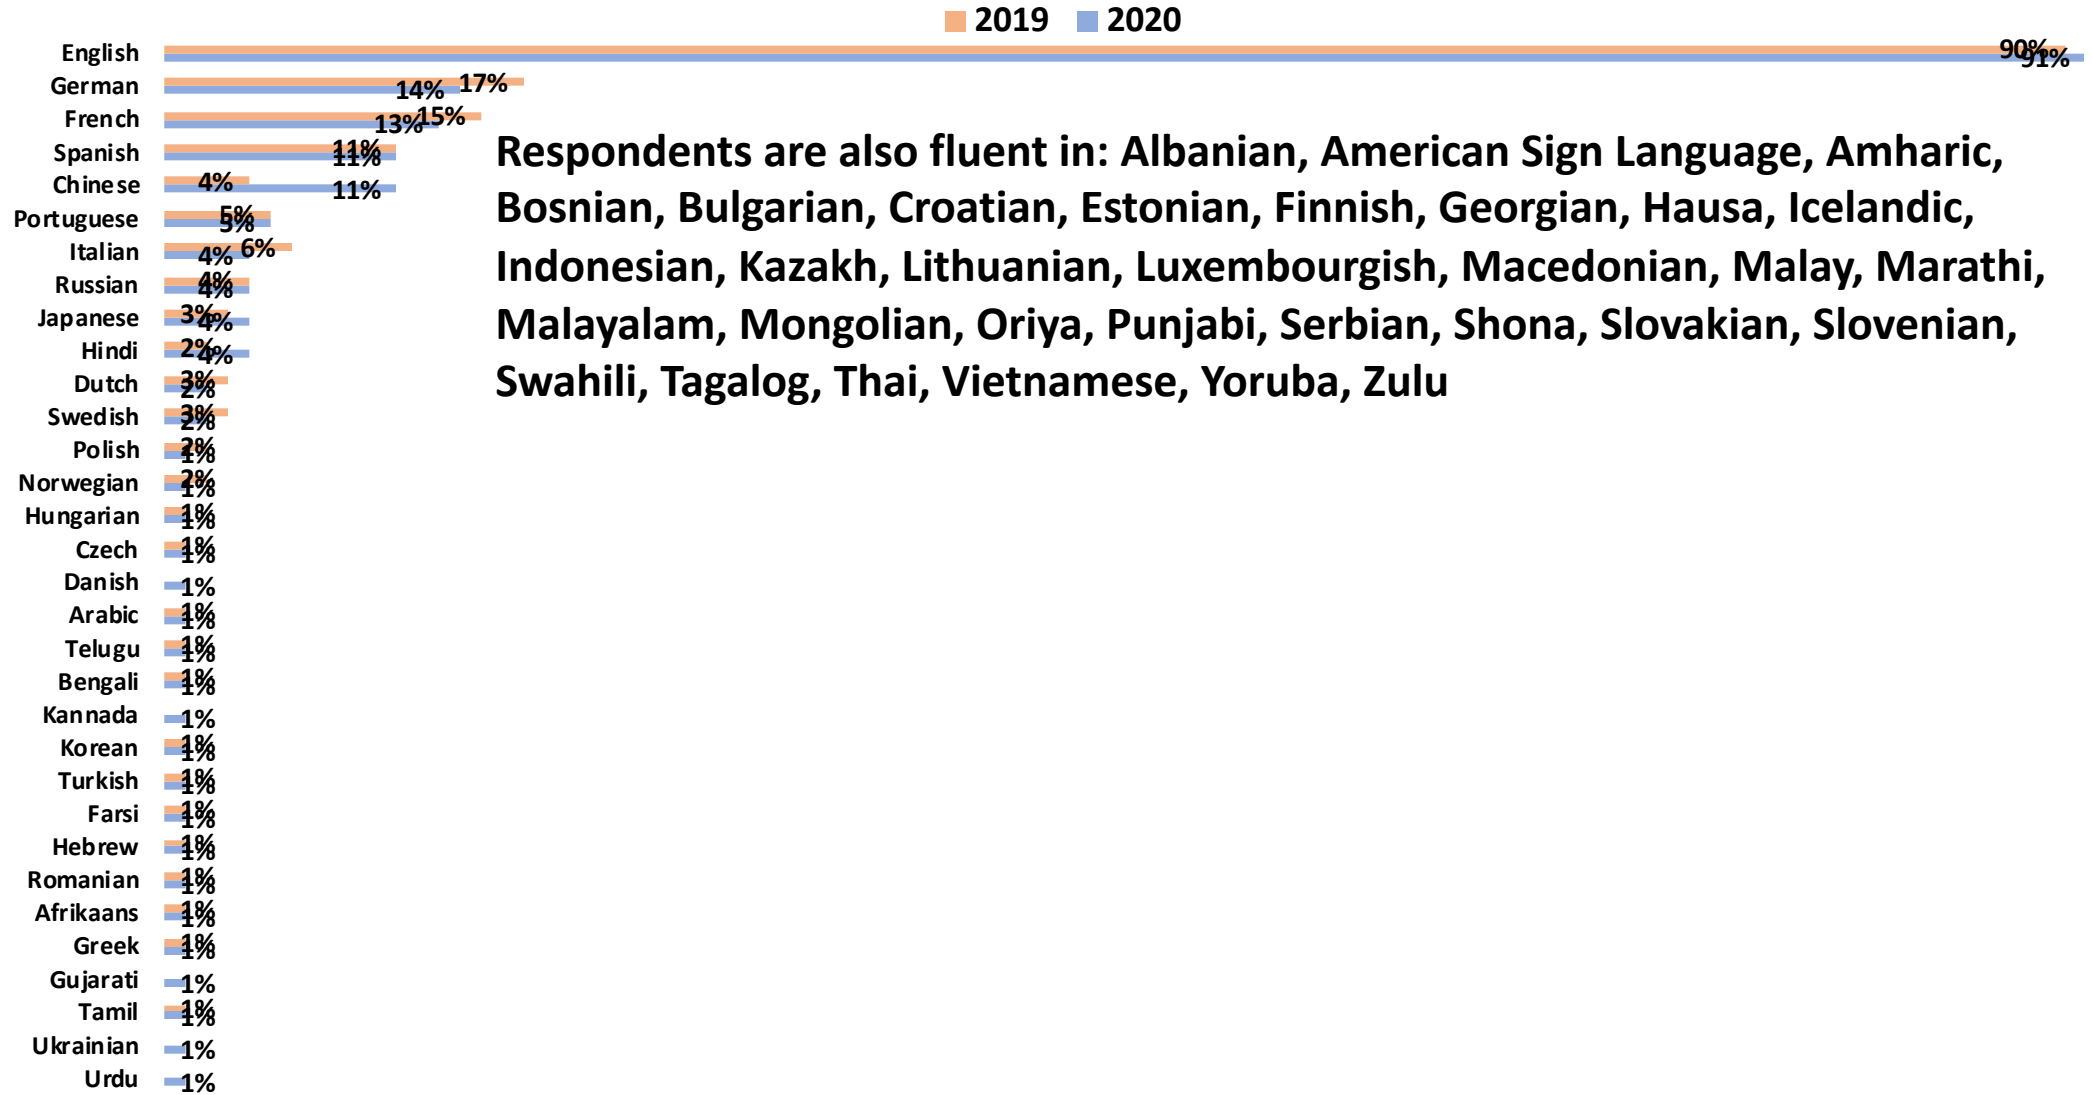 2019 2020
English 90% 91%
German 17% 14%
French 15% 13%
Spanish 11% 11%
Chinese 4% 11%
Portuguese 5% 5%
Italian 6% 4%
Russian 4% 4%
Japanese 3% 4%
Hindi 2% 4%
Dutch 3% 2%
Swedish 3% 2%
Polish 2% 1%
Norwegian 2% 1%
Hungarian 1% 1%
Czech 1% 1%
Danish 1%
Arabic 1% 1%
Telugu 1% 1%
Bengali 1% 1%
Kannada 1%
Korean 1% 1%
Turkish 1% 1%
Farsi 1% 1%
Hebrew 1% 1%
Romanian 1% 1%
Afrikaans 1% 1%
Greek 1% 1%
Gujarati 1%
Tamil 1% 1%
Ukrainian 1%
Urdu 1%
Respondents are also fluent in: Albanian, American Sign Language, Amharic,
Bosnian, Bulgarian, Croatian, Estonian, Finnish, Georgian, Hausa, Icelandic,
Indonesian, Kazakh, Lithuanian, Luxembourgish, Macedonian, Malay, Marathi,
Malayalam, Mongolian, Oriya, Punjabi, Serbian, Shona, Slovakian, Slovenian,
Swahili, Tagalog, Thai, Vietnamese, Yoruba, Zulu